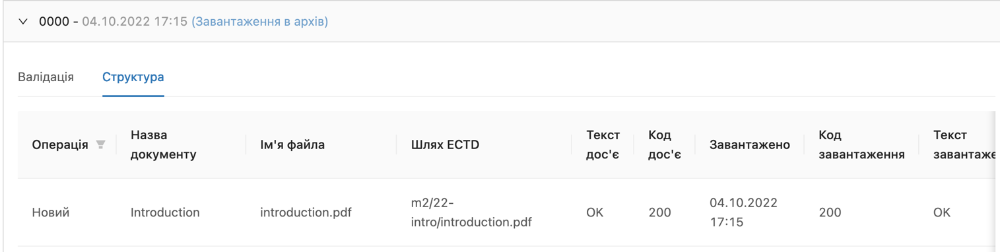 0000 - 04.10.2022 17:15 (Завантаження в архів)
Валідація Структура
Операція Назва документу Ім'я файла Шлях ECTD Текст дос'є Код дос'є Завантажено Код завантаження Текст
Новий Introduction introduction.pdf m2/22-intro/introduction.pdf OK 200 04.10.2022 17:15 200 OK